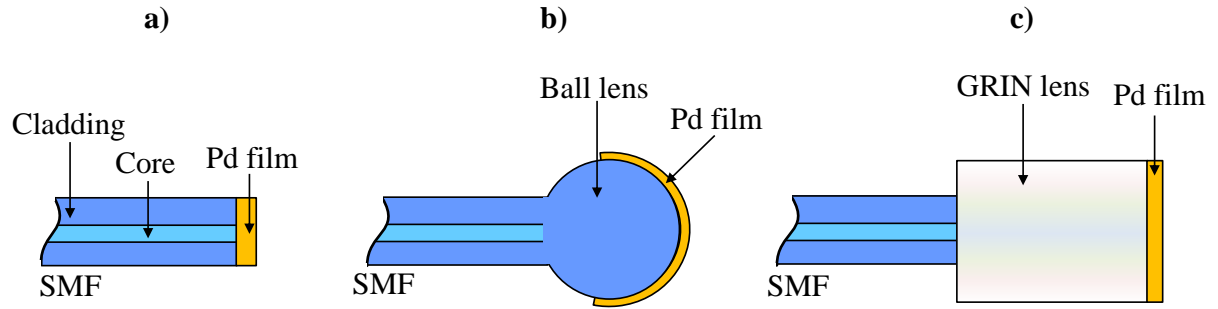 a)
b)
c)
Cladding
Core
Pd film
SMF
Ball lens
Pd film
SMF
GRIN lens
Pd film
SMF